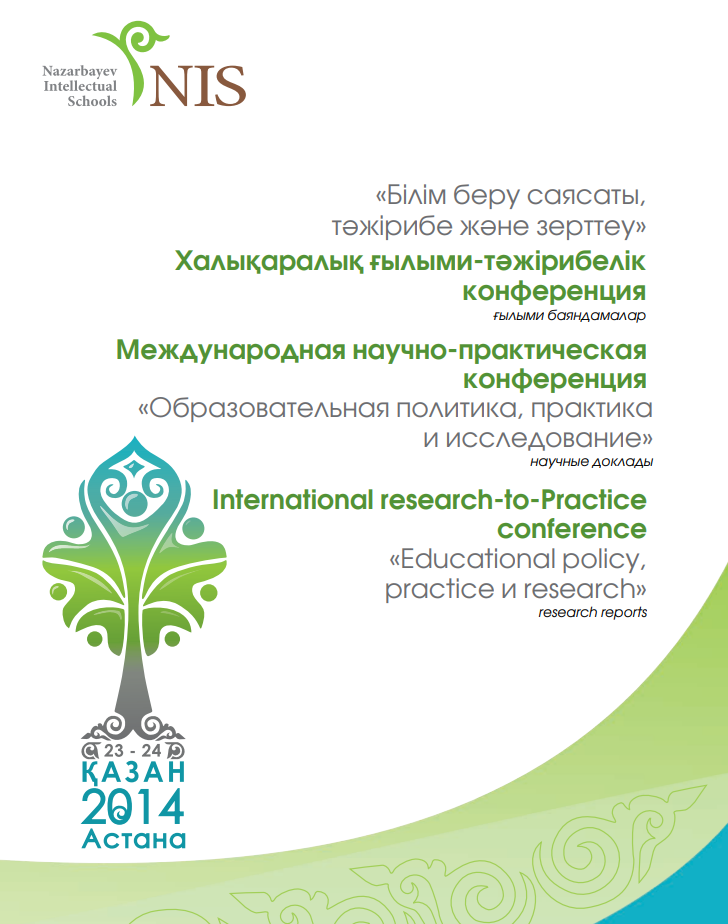 Nazarbayev
Intellectual
Schools
NIS
«Білім беру саясаты,
тәжірибе және зерттеу»
Халықаралық ғылыми-тәжірибелік
конференция
ғылыми баяндамалар
Международная научно-практическая
конференция
«Образовательная политика, практика
и исследование»
научные доклады
International research-to-Practice
conference
«Educational policy,
practice и research»
research reports
23 - 24
ҚАЗАН
2014
Астана